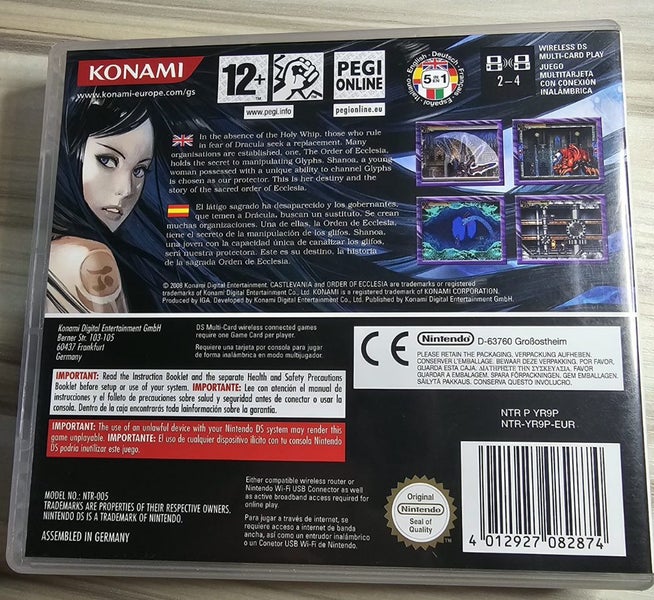 KONAMI
www.konami-europe.com/gs
12+
www.pegi.info
PEGI
ONLINE
pegionline.eu
English · Deutsch
Français · Español
Italiano
5 in 1
2-4
WIRELESS DS
MULTI-CARD PLAY
JUEGO
MULTITARJETA
CON CONEXIÓN
INALÁMBRICA
In the absence of the Holy Whip, those who rule
in fear of Dracula seek a replacement. Many
organisations are established, one, The Order of Ecclesia,
holds the secret to manipulating Glyphs. Shanoa, a young
woman possessed with a unique ability to channel Glyphs
is chosen as our protector. This is her destiny and the
story of the sacred order of Ecclesia.
El látigo sagrado ha desaparecido y los gobernantes,
que temen a Drácula, buscan un sustituto. Se crean
muchas organizaciones. Una de ellas, la Orden de Ecclesia,
tiene el secreto de la manipulación de los glifos. Shanoa,
una joven con la capacidad única de canalizar los glifos,
será nuestra protectora. Este es su destino, la historia
de la sagrada Orden de Ecclesia.
© 2008 Konami Digital Entertainment. CASTLEVANIA and ORDER OF ECCLESIA are trademarks or registered
trademarks of Konami Digital Entertainment Co., Ltd. KONAMI is a registered trademark of KONAMI CORPORATION.
Produced by IGA. Developed by Konami Digital Entertainment Co., Ltd. Published by Konami Digital Entertainment GmbH.
Konami Digital Entertainment GmbH
Berner Str. 103-105
60437 Frankfurt
Germany
DS Multi-Card wireless connected games
require one Game Card per player.
Requiere una tarjeta por consola para jugar
de forma inalámbrica en modo multijugador.
CE
Nintendo
D-63760 Großostheim
PLEASE RETAIN THE PACKAGING. VERPACKUNG AUFHEBEN.
CONSERVER L'EMBALLAGE. BEWAAR DEZE VERPAKKING. POR FAVOR,
GUARDA ESTA CAJA. ΔΙΑΤΗΡΗΣΤΕ ΤΗΝ ΣΥΣΚΕΥΑΣΙΑ. FAVOR
GUARDAR A EMBALAGEM. SPARA FÖRPACKNINGEN. GEM EMBALLAGEN.
SÄILYTÄ PAKKAUS. CONSERVA QUESTO INVOLUCRO.
IMPORTANT: Read the Instruction Booklet and the separate Health and Safety Precautions
Booklet before setup or use of your system. IMPORTANTE: Lee con atención el manual de
instrucciones y el folleto de precauciones sobre salud y seguridad antes de conectar o usar la
consola. Dentro de la caja encontrarás toda la información sobre la garantía.
IMPORTANT: The use of an unlawful device with your Nintendo DS system may render this
game unplayable. IMPORTANTE: El uso de cualquier dispositivo ilícito con tu consola Nintendo
DS podría inutilizar este juego.
NTR P YR9P
NTR-YR9P-EUR
Either compatible wireless router or
Nintendo Wi-Fi USB Connector as well
as active broadband access required for
online play.
Para jugar a través de internet, se
requiere acceso a internet de banda
ancha, así como un entrudor inalámbrico
o un Conetor USB Wi-Fi de Nintendo.
MODEL NO.: NTR-005
TRADEMARKS ARE PROPERTIES OF THEIR RESPECTIVE OWNERS.
NINTENDO DS IS A TRADEMARK OF NINTENDO.
ASSEMBLED IN GERMANY
Original
Nintendo
Seal of
Quality
TM
4 012927 082874